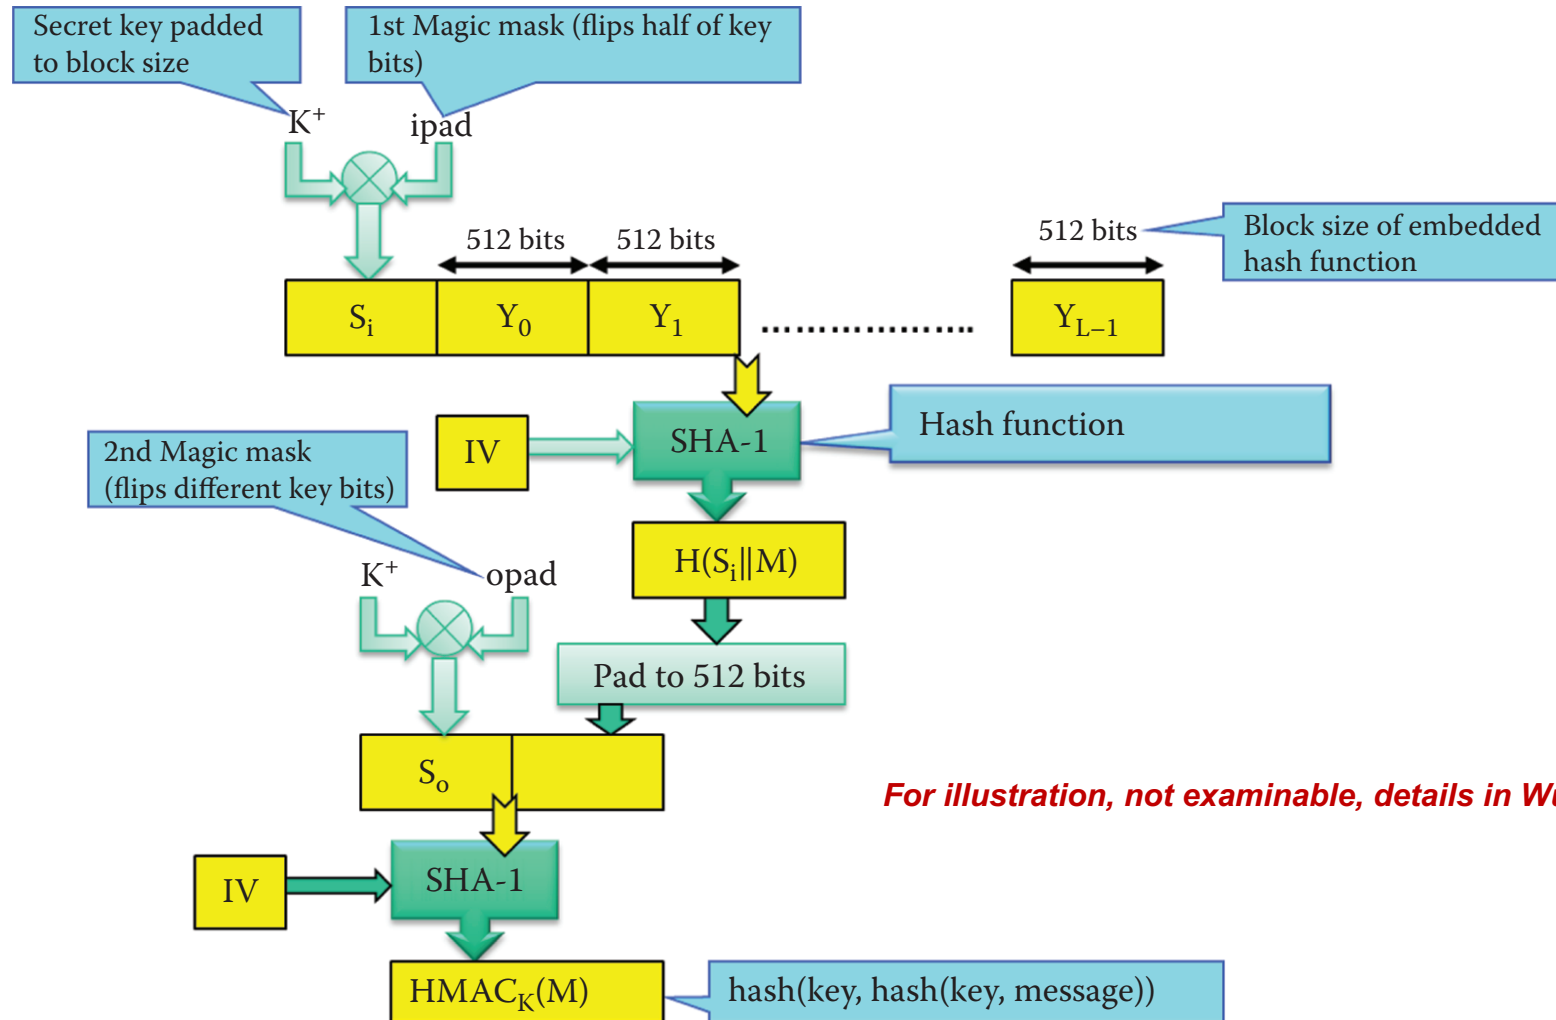 Secret key padded
to block size
1st Magic mask (flips half of key
bits)
K+
ipad
512 bits
512 bits
512 bits
Block size of embedded
hash function
Si
Y0
Y1
....................
YL−1
IV
SHA-1
Hash function
2nd Magic mask
(flips different key bits)
H(Si||M)
K+
opad
Pad to 512 bits
So
For illustration, not examinable, details in
IV
SHA-1
HMACK(M)
hash(key, hash(key, message))